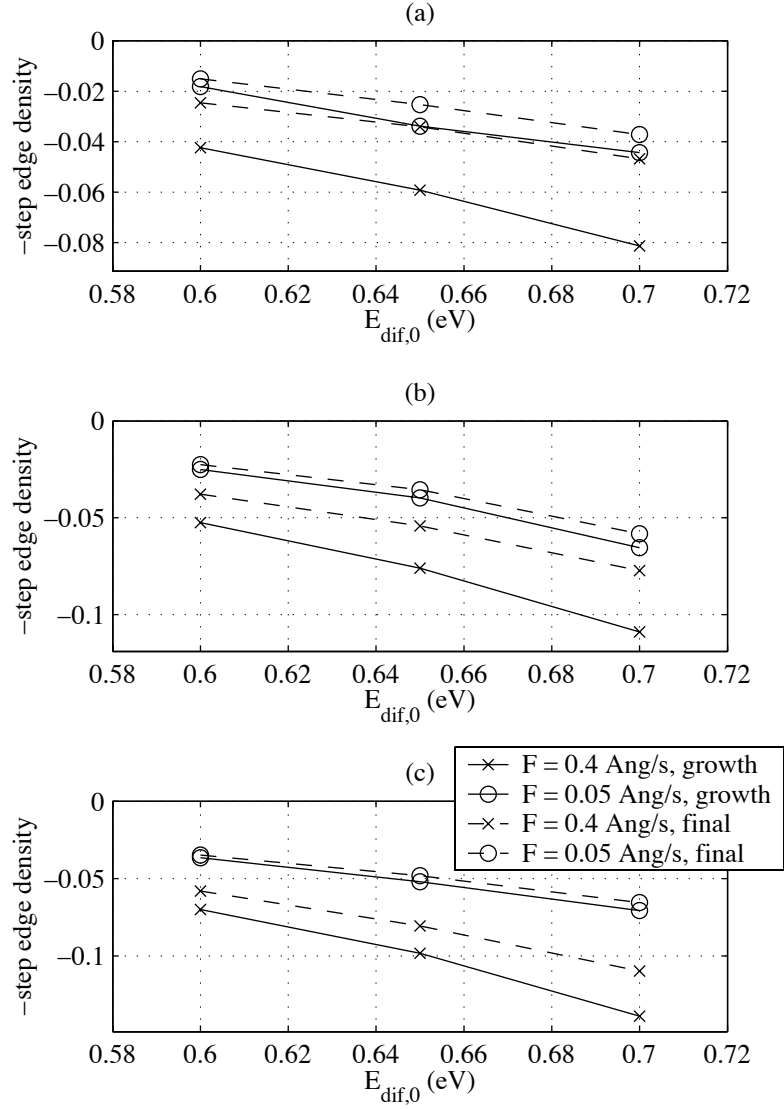 (a)
0
−0.02
−0.04
−0.06
−0.08
−step edge density
0.58 0.6 0.62 0.64 0.66 0.68 0.7 0.72
E_dif,0 (eV)
(b)
0
−0.05
−0.1
−step edge density
0.58 0.6 0.62 0.64 0.66 0.68 0.7 0.72
E_dif,0 (eV)
(c)
F = 0.4 Ang/s, growth
F = 0.05 Ang/s, growth
F = 0.4 Ang/s, final
F = 0.05 Ang/s, final
0
−0.05
−0.1
−step edge density
0.58 0.6 0.62 0.64 0.66 0.68 0.7 0.72
E_dif,0 (eV)